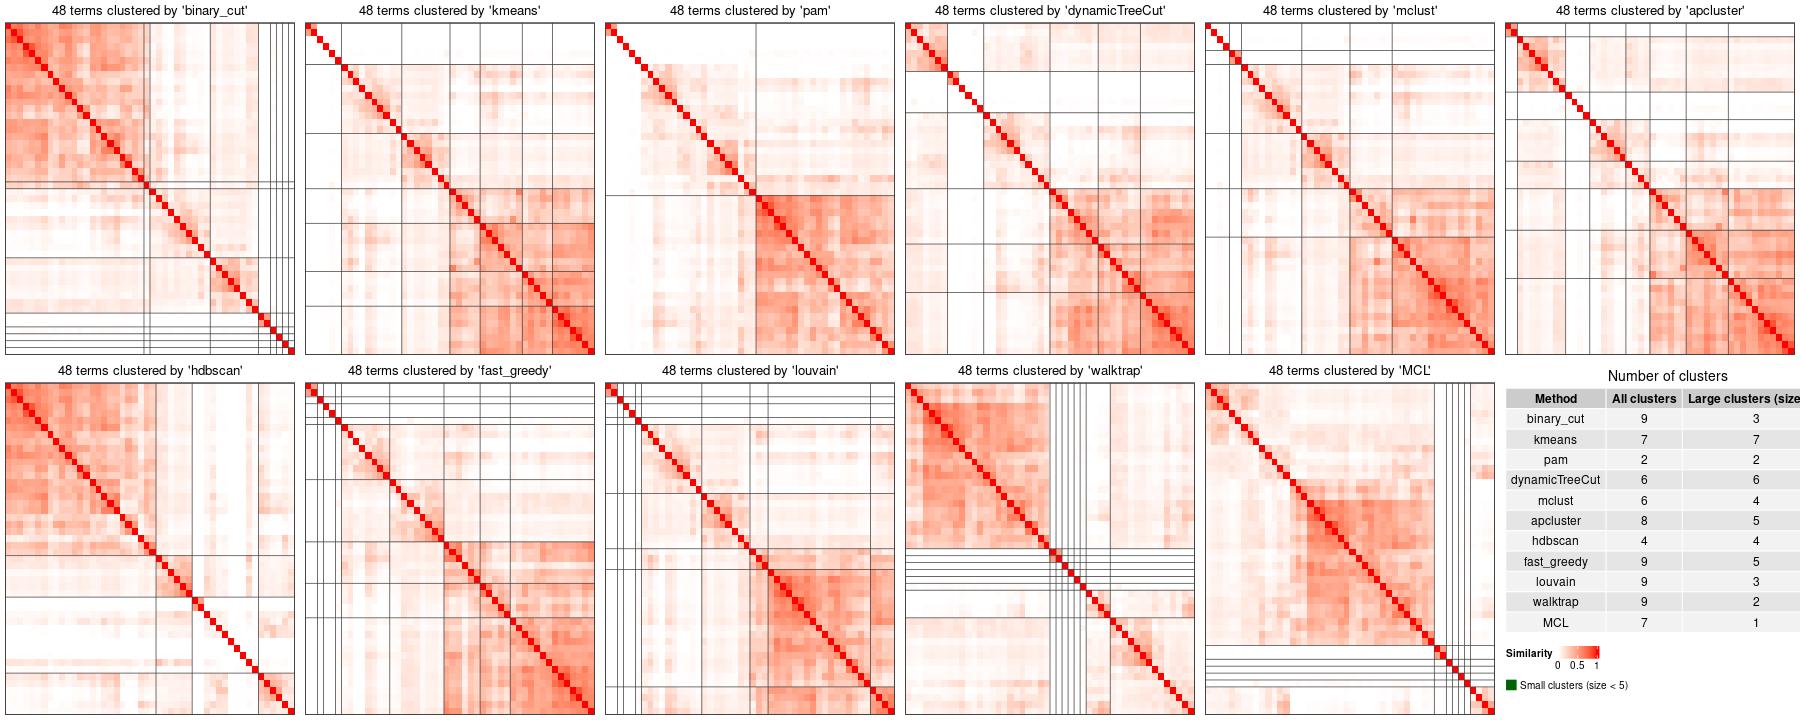 48 terms clustered by 'binary_cut'
48 terms clustered by 'kmeans'
48 terms clustered by 'pam'
48 terms clustered by 'dynamicTreeCut'
48 terms clustered by 'mclust'
48 terms clustered by 'apcluster'
48 terms clustered by 'hdbscan'
48 terms clustered by 'fast_greedy'
48 terms clustered by 'louvain'
48 terms clustered by 'walktrap'
48 terms clustered by 'MCL'
Number of clusters
Method All clusters Large clusters (size
binary_cut 9 3
kmeans 7 7
pam 2 2
dynamicTreeCut 6 6
mclust 6 4
apcluster 8 5
hdbscan 4 4
fast_greedy 9 5
louvain 9 3
walktrap 9 2
MCL 7 1
Similarity
0 0.5 1
Small clusters (size < 5)